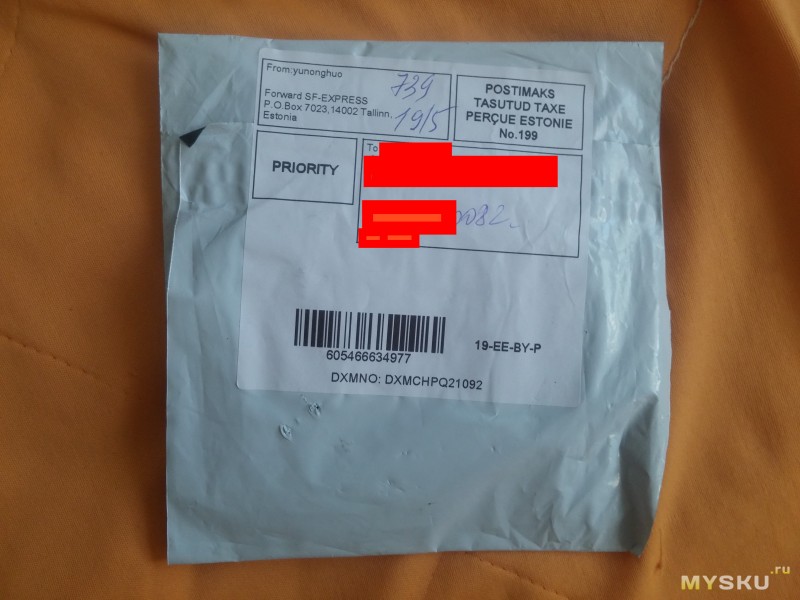 From:yunonghuo
Forward SF-EXPRESS
P.O.Box 7023,14002 Tallinn,
Estonia
739
19/5
POSTIMAKS
TASUTUD TAXE
PERÇUE ESTONIE
No.199
PRIORITY
To
0082
605466634977
19-EE-BY-P
DXMNO: DXMCHPQ21092
MYSKU.ru